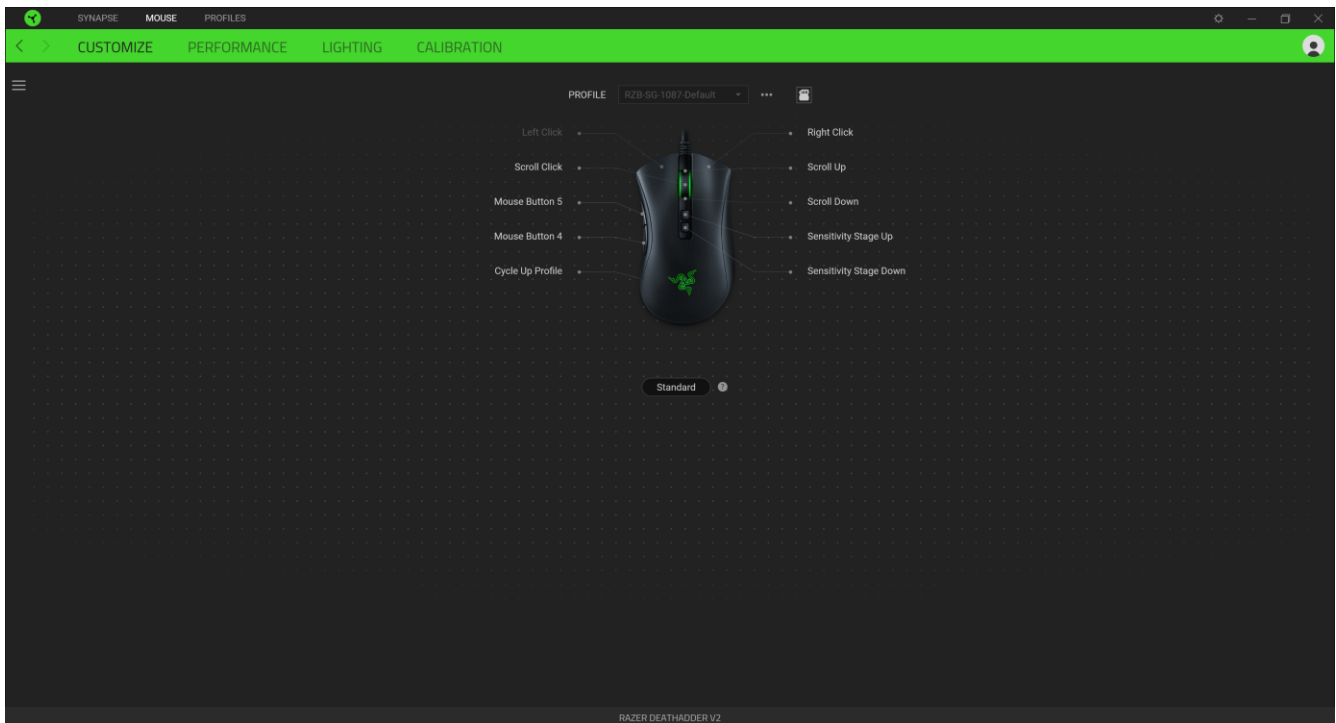 SYNAPSE MOUSE PROFILES
CUSTOMIZE PERFORMANCE LIGHTING CALIBRATION
PROFILE RZB-SG-1087-Default
Left Click Right Click
Scroll Click Scroll Up
Mouse Button 5 Scroll Down
Mouse Button 4 Sensitivity Stage Up
Cycle Up Profile Sensitivity Stage Down
Standard ?
RAZER DEATHADDER V2